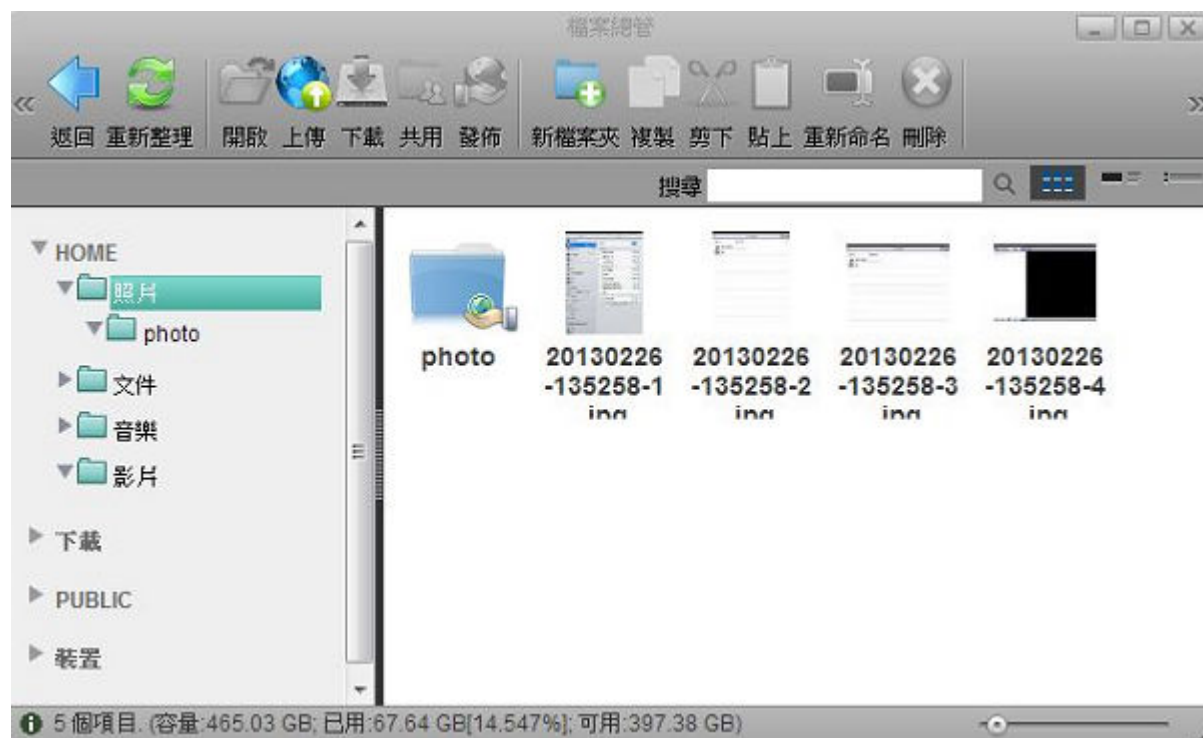 檔案總管
返回 重新整理 開啟 上傳 下載 共用 發佈 新檔案夾 複製 剪下 貼上 重新命名 刪除
搜尋
HOME
照片
photo
文件
音樂
影片
下載
PUBLIC
裝置
photo
20130226
-135258-1
jpg
20130226
-135258-2
jpg
20130226
-135258-3
jpg
20130226
-135258-4
jpg
5 個項目. (容量:465.03 GB; 已用:67.64 GB[14.547%]; 可用:397.38 GB)